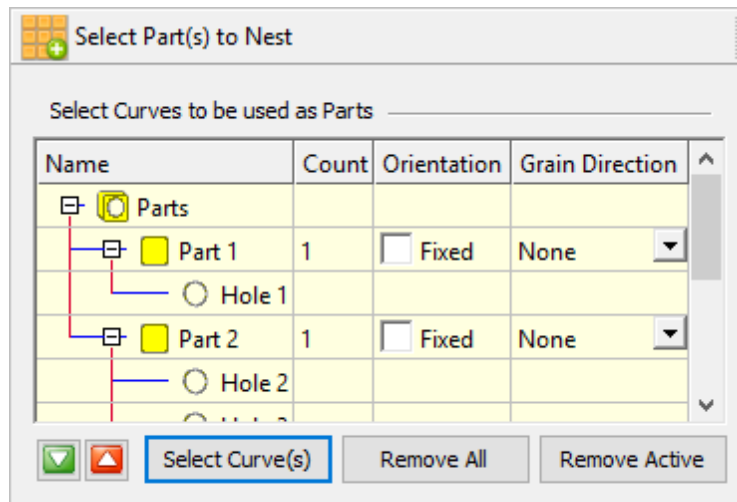 Select Part(s) to Nest
Select Curves to be used as Parts
Name Count Orientation Grain Direction
Parts
Part 1 1 Fixed None
Hole 1
Part 2 1 Fixed None
Hole 2
Select Curve(s) Remove All Remove Active